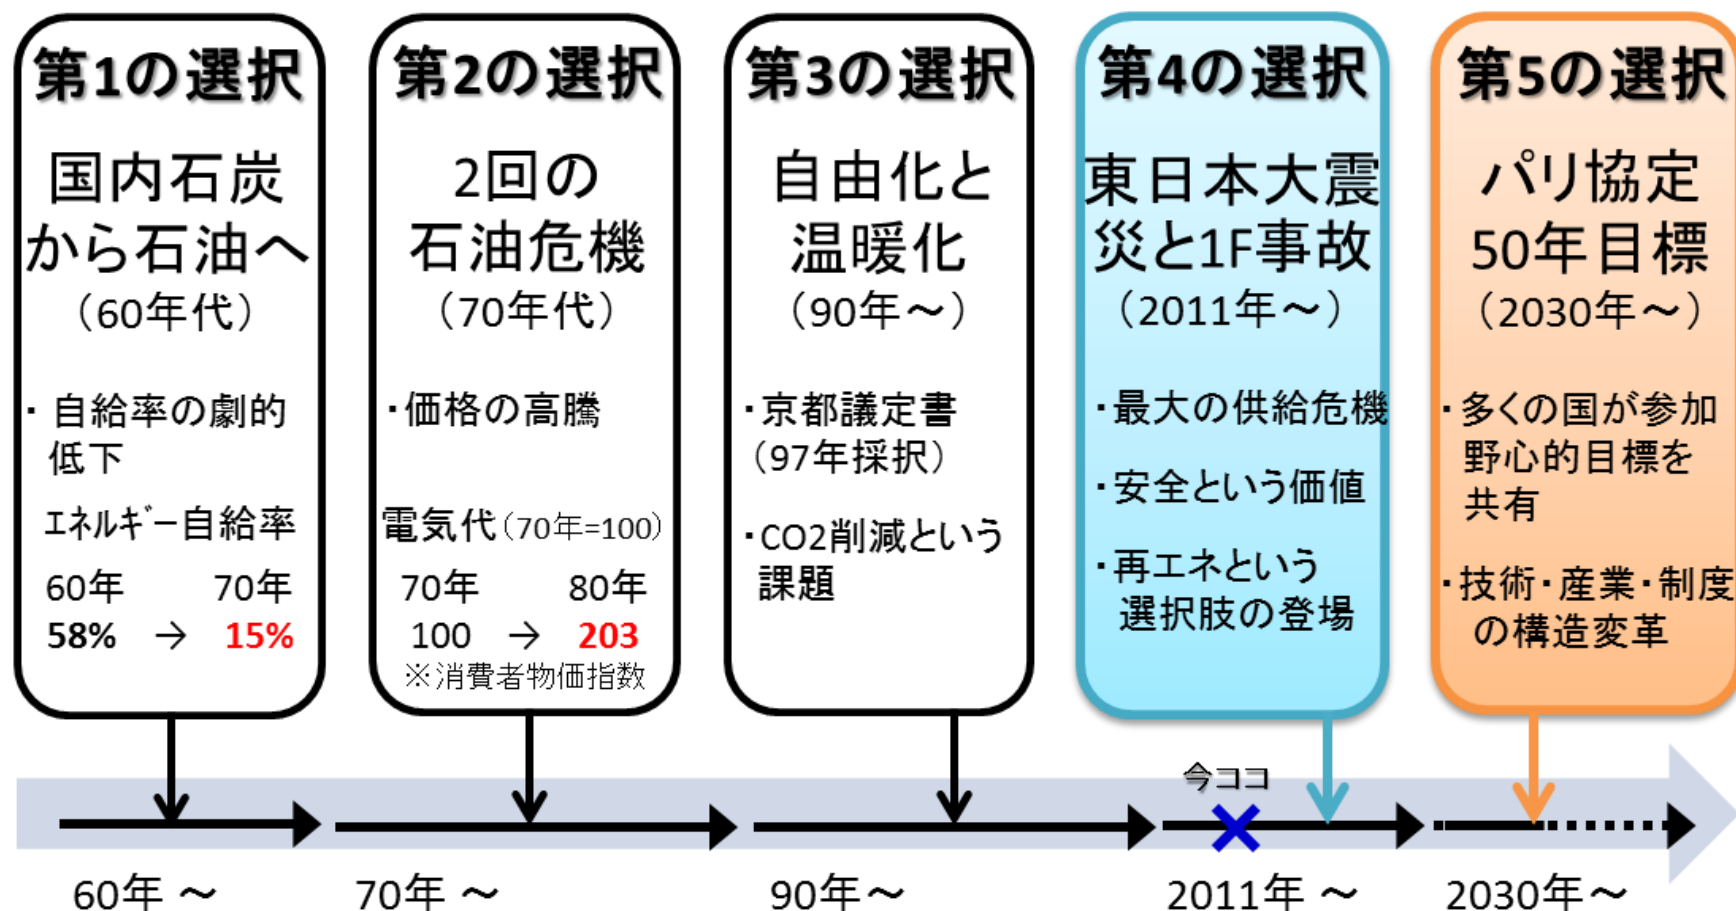 第1の選択
国内石炭
から石油へ
（60年代）
・ 自給率の劇的
低下
ｴﾈﾙｷﾞｰ自給率
60年 70年
58% → 15%
第2の選択
2回の
石油危機
（70年代）
・価格の高騰
電気代（70年=100）
70年 80年
100 → 203
※消費者物価指数
第3の選択
自由化と
温暖化
（90年～）
・京都議定書
（97年採択）
・CO2削減という
課題
第4の選択
東日本大震
災と1F事故
（2011年～）
・最大の供給危機
・安全という価値
・再エネという
選択肢の登場
第5の選択
パリ協定
50年目標
（2030年～）
・多くの国が参加
野心的目標を
共有
・技術・産業・制度
の構造変革
今ココ
60年 ～
70年 ～
90年～
2011年 ～
2030年～